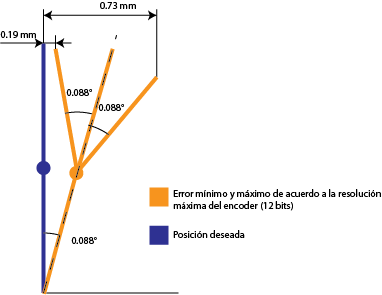 0.73 mm
0.19 mm
0.088°
0.088°
0.088°
Error mínimo y máximo de acuerdo a la resolución
máxima del encoder (12 bits)
Posición deseada